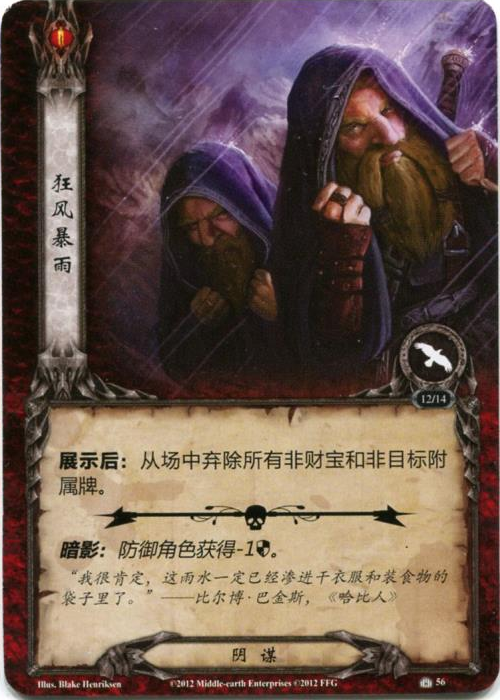 狂风暴雨
12/14
展示后：从场中弃除所有非财宝和非目标附
属牌。
暗影：防御角色获得-1。
“我很肯定，这雨水一定已经渗进干衣服和装食物的
袋子里了。”——比尔博·巴金斯，《哈比人》
阴谋
Illus. Blake Henriksen ©2012 Middle-earth Enterprises ©2012 FFG 56